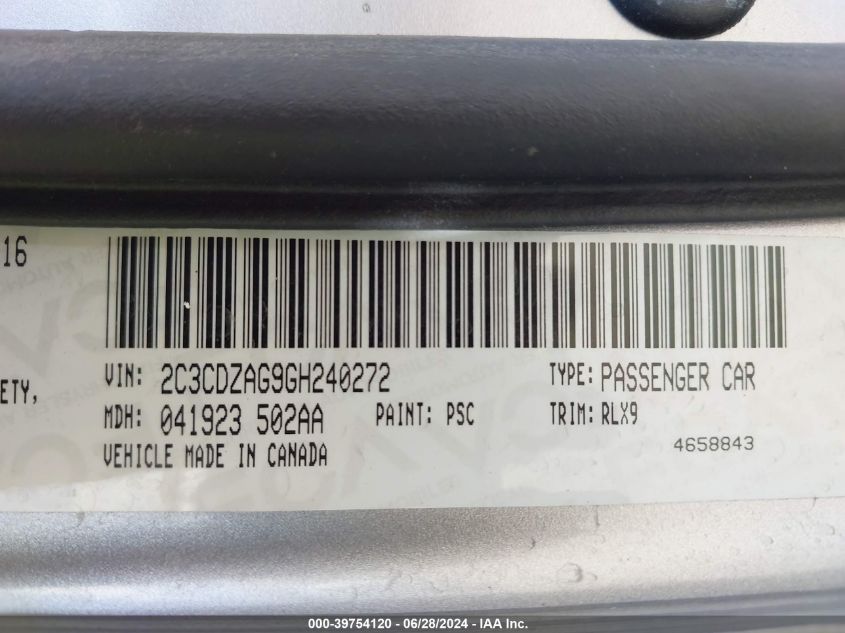 16
VIN: 2C3CDZAG9GH240272
TYPE: PASSENGER CAR
ETY,
MDH: 041923 502AA
PAINT: PSC
TRIM: RLX9
VEHICLE MADE IN CANADA
4658843
000-39754120 - 06/28/2024 - IAA Inc.